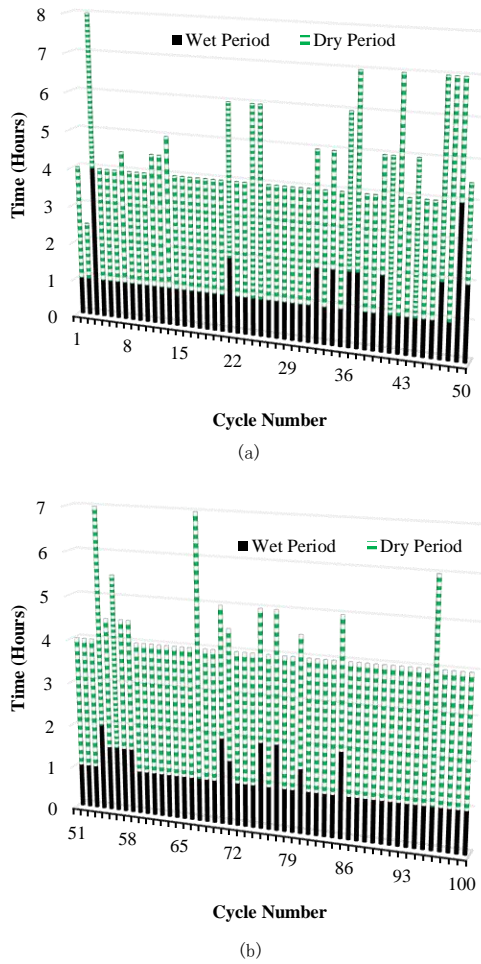 8
7
6
5
4
3
2
1
0
Time (Hours)
Wet Period Dry Period
1 8 15 22 29 36 43 50
Cycle Number
(a)
7
6
5
4
3
2
1
0
Time (Hours)
Wet Period Dry Period
51 58 65 72 79 86 93 100
Cycle Number
(b)